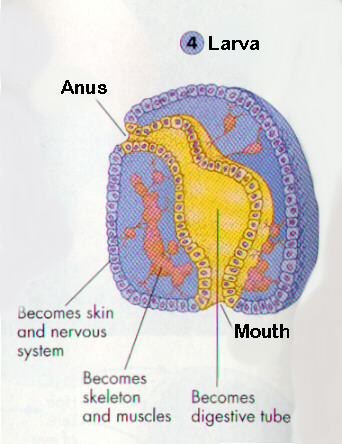 4 Larva
Anus
Mouth
Becomes skin
and nervous
system
Becomes
skeleton
and muscles
Becomes
digestive tube